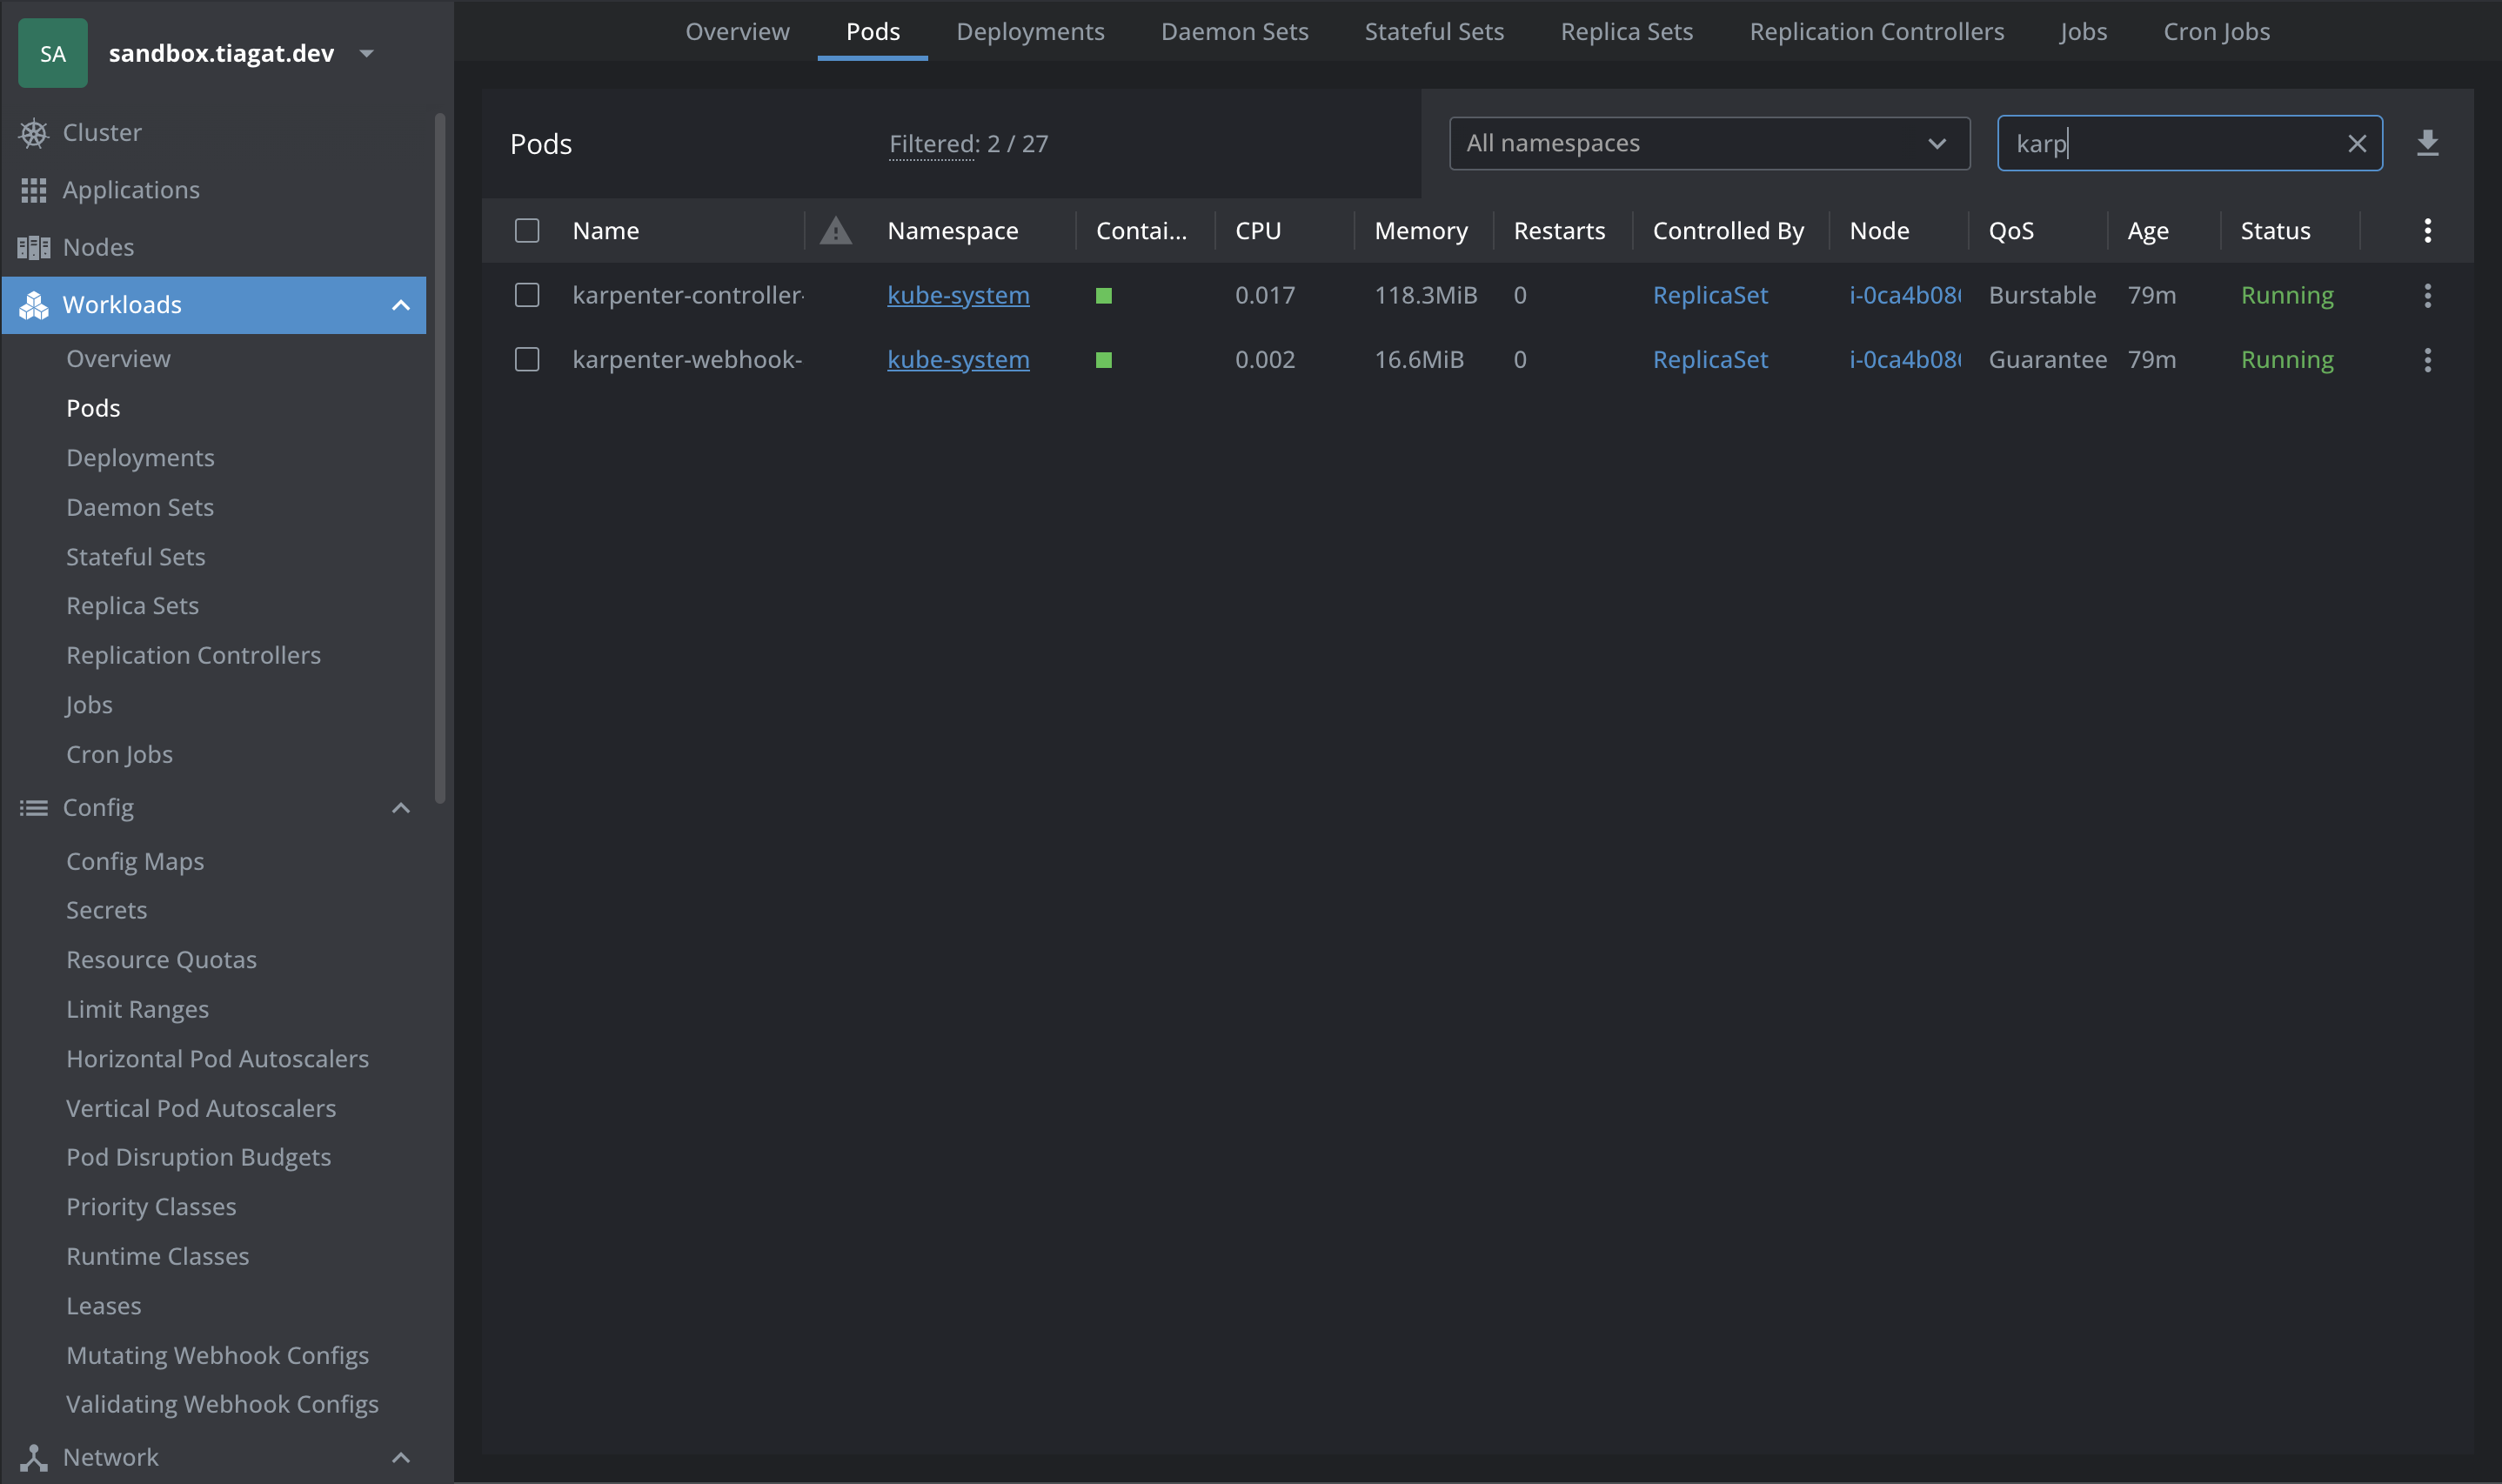 SA
sandbox.tiagat.dev
Cluster
Applications
Nodes
Workloads
Overview
Pods
Deployments
Daemon Sets
Stateful Sets
Replica Sets
Replication Controllers
Jobs
Cron Jobs
Config
Config Maps
Secrets
Resource Quotas
Limit Ranges
Horizontal Pod Autoscalers
Vertical Pod Autoscalers
Pod Disruption Budgets
Priority Classes
Runtime Classes
Leases
Mutating Webhook Configs
Validating Webhook Configs
Network
Overview Pods Deployments Daemon Sets Stateful Sets Replica Sets Replication Controllers Jobs Cron Jobs
Pods Filtered: 2 / 27 All namespaces karp
Name Namespace Contai... CPU Memory Restarts Controlled By Node QoS Age Status
karpenter-controller- kube-system 0.017 118.3MiB 0 ReplicaSet i-0ca4b08 Burstable 79m Running
karpenter-webhook- kube-system 0.002 16.6MiB 0 ReplicaSet i-0ca4b08 Guarantee 79m Running